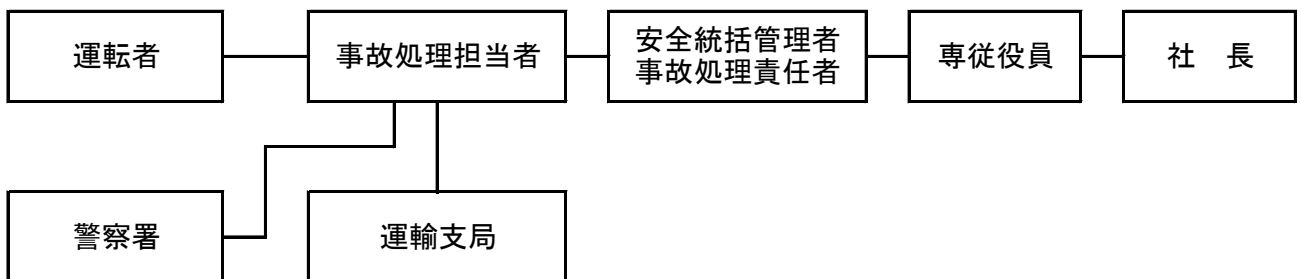 運転者
事故処理担当者
安全統括管理者
事故処理責任者
専従役員
社　長
警察署
運輸支局